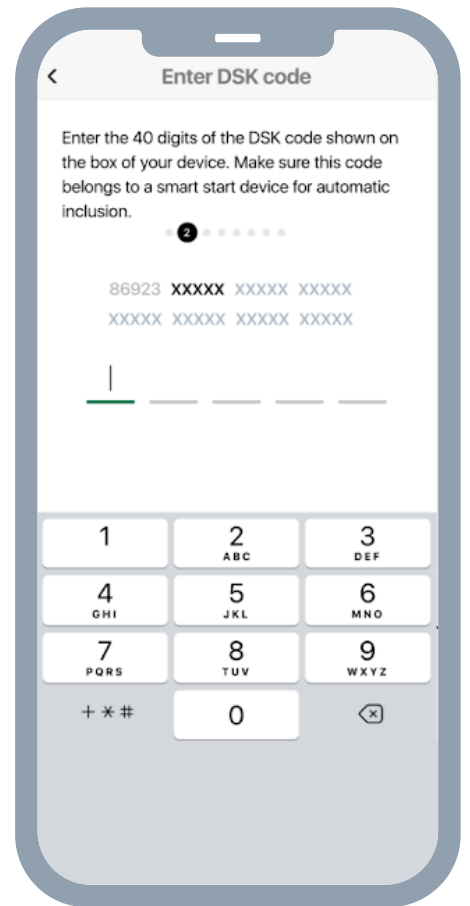 Enter DSK code
Enter the 40 digits of the DSK code shown on
the box of your device. Make sure this code
belongs to a smart start device for automatic
inclusion.
2
86923 XXXXX XXXXX XXXXX
XXXXX XXXXX XXXXX XXXXX
1 2 3
ABC DEF
4 5 6
GHI JKL MNO
7 8 9
PQRS TUV WXYZ
+ * # 0